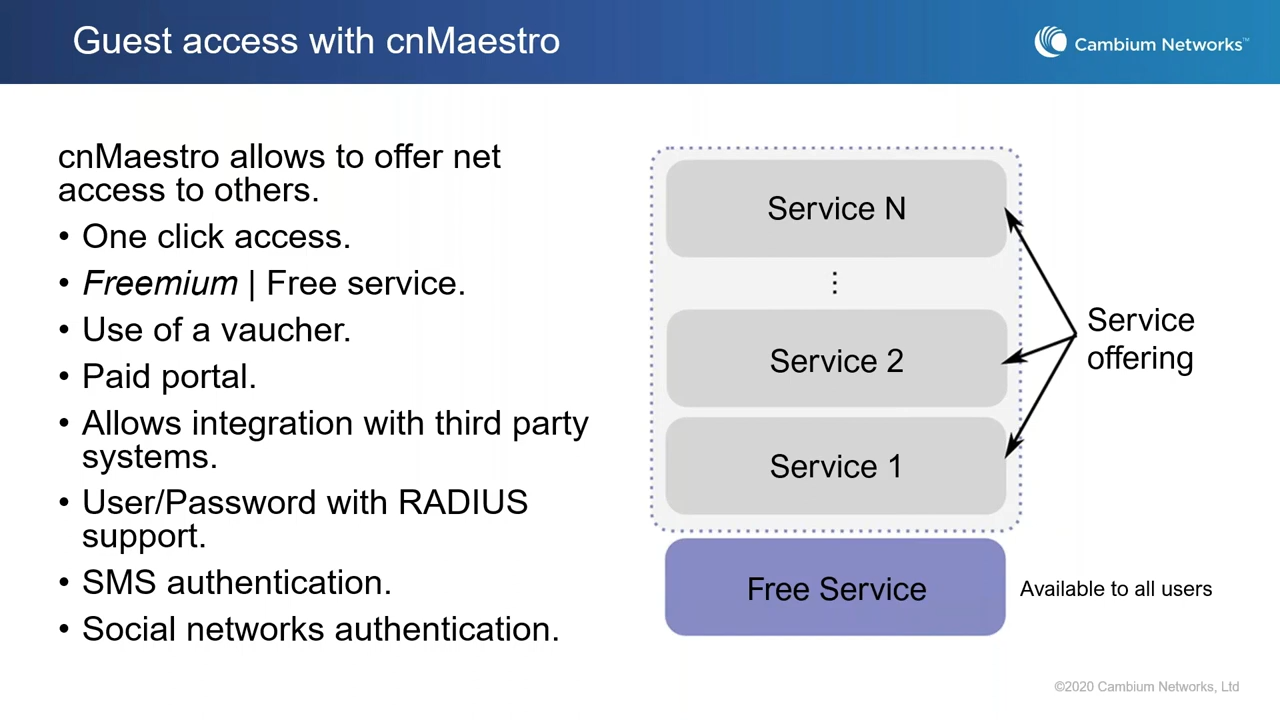 Guest access with cnMaestro
Cambium Networks™
cnMaestro allows to offer net
access to others.
• One click access.
• Freemium | Free service.
• Use of a vaucher.
• Paid portal.
• Allows integration with third party
systems.
• User/Password with RADIUS
support.
• SMS authentication.
• Social networks authentication.
Service N
⋮
Service 2
Service 1
Service
offering
Free Service
Available to all users
©2020 Cambium Networks, Ltd